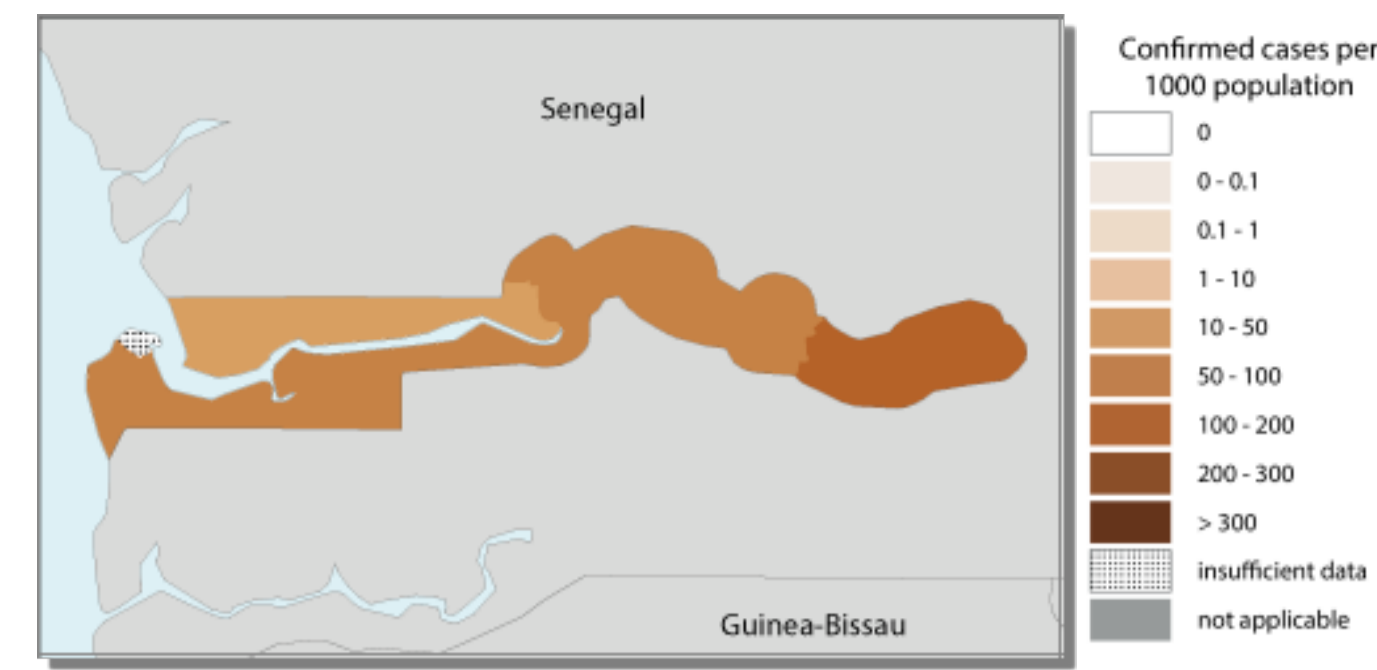 Senegal
Guinea-Bissau
Confirmed cases per
1000 population
0
0 - 0.1
0.1 - 1
1 - 10
10 - 50
50 - 100
100 - 200
200 - 300
> 300
insufficient data
not applicable